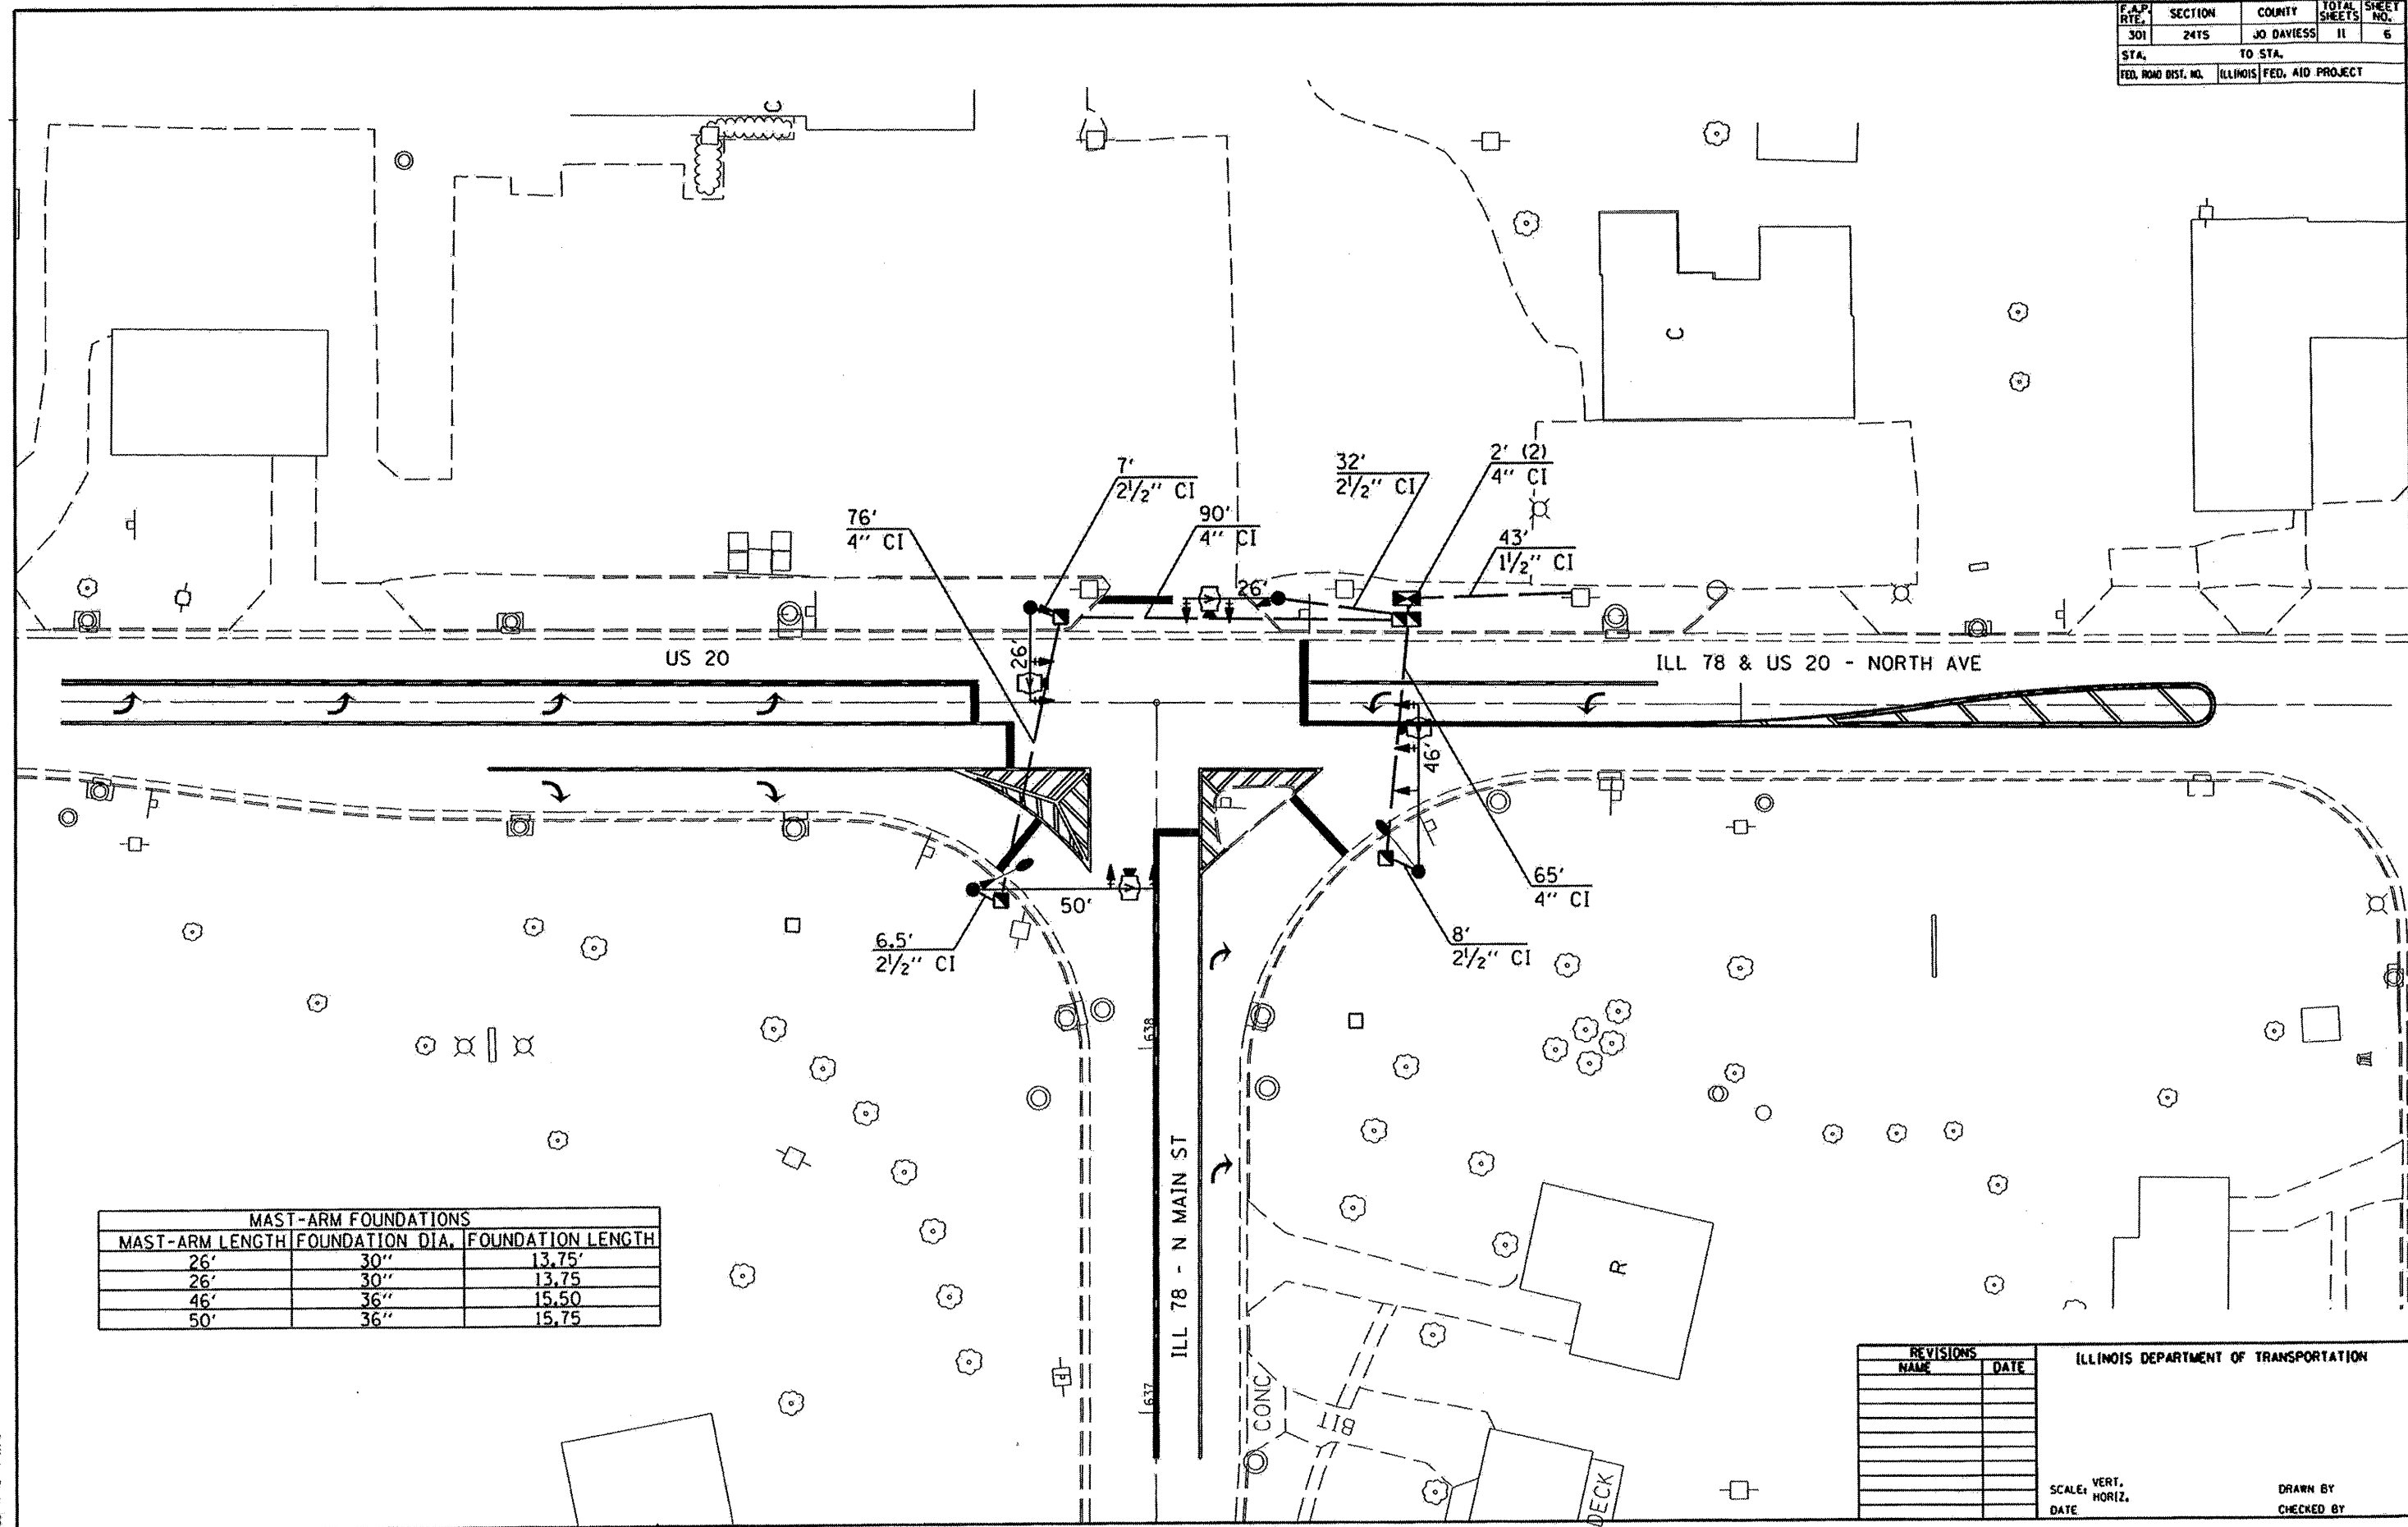 F.A.P. RTE. SECTION COUNTY TOTAL SHEETS SHEET NO.
301 24TS JO DAVIESS 11 6
STA. TO STA.
FED. ROAD DIST. NO. ILLINOIS FED. AID PROJECT
C
C
7'
2½" CI
32'
2½" CI
2' (2)
4" CI
76'
4" CI
90'
4" CI
43'
1½" CI
26'
26'
US 20
ILL 78 & US 20 - NORTH AVE
46'
50'
65'
4" CI
6.5'
2½" CI
8'
2½" CI
638
637
ILL 78 - N MAIN ST
R
CONC
BIT
DECK
MAST-ARM FOUNDATIONS
MAST-ARM LENGTH FOUNDATION DIA. FOUNDATION LENGTH
26' 30" 13.75'
26' 30" 13.75
46' 36" 15.50
50' 36" 15.75
REVISIONS
NAME DATE
ILLINOIS DEPARTMENT OF TRANSPORTATION
SCALE: VERT.
HORIZ.
DATE
DRAWN BY
CHECKED BY